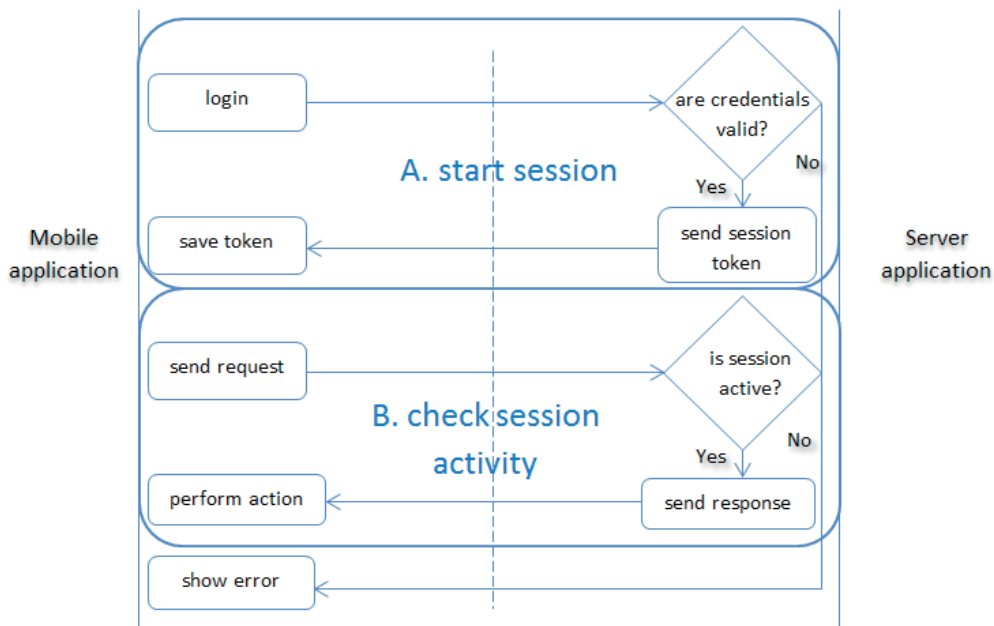 login
are credentials
valid?
No
A. start session
Yes
Mobile
application
save token
send session
token
Server
application
send request
is session
active?
B. check session
activity
No
Yes
perform action
send response
show error